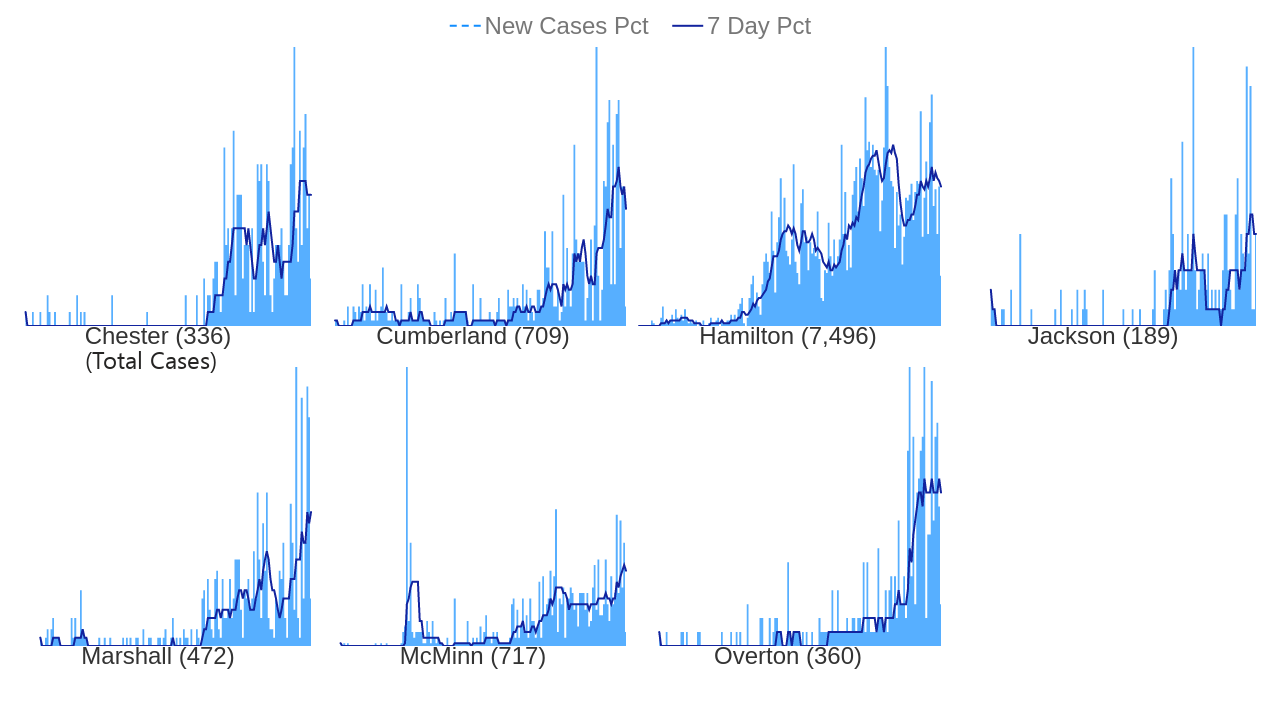 New Cases Pct 7 Day Pct
Chester (336)
(Total Cases)
Cumberland (709)
Hamilton (7,496)
Jackson (189)
Marshall (472)
McMinn (717)
Overton (360)